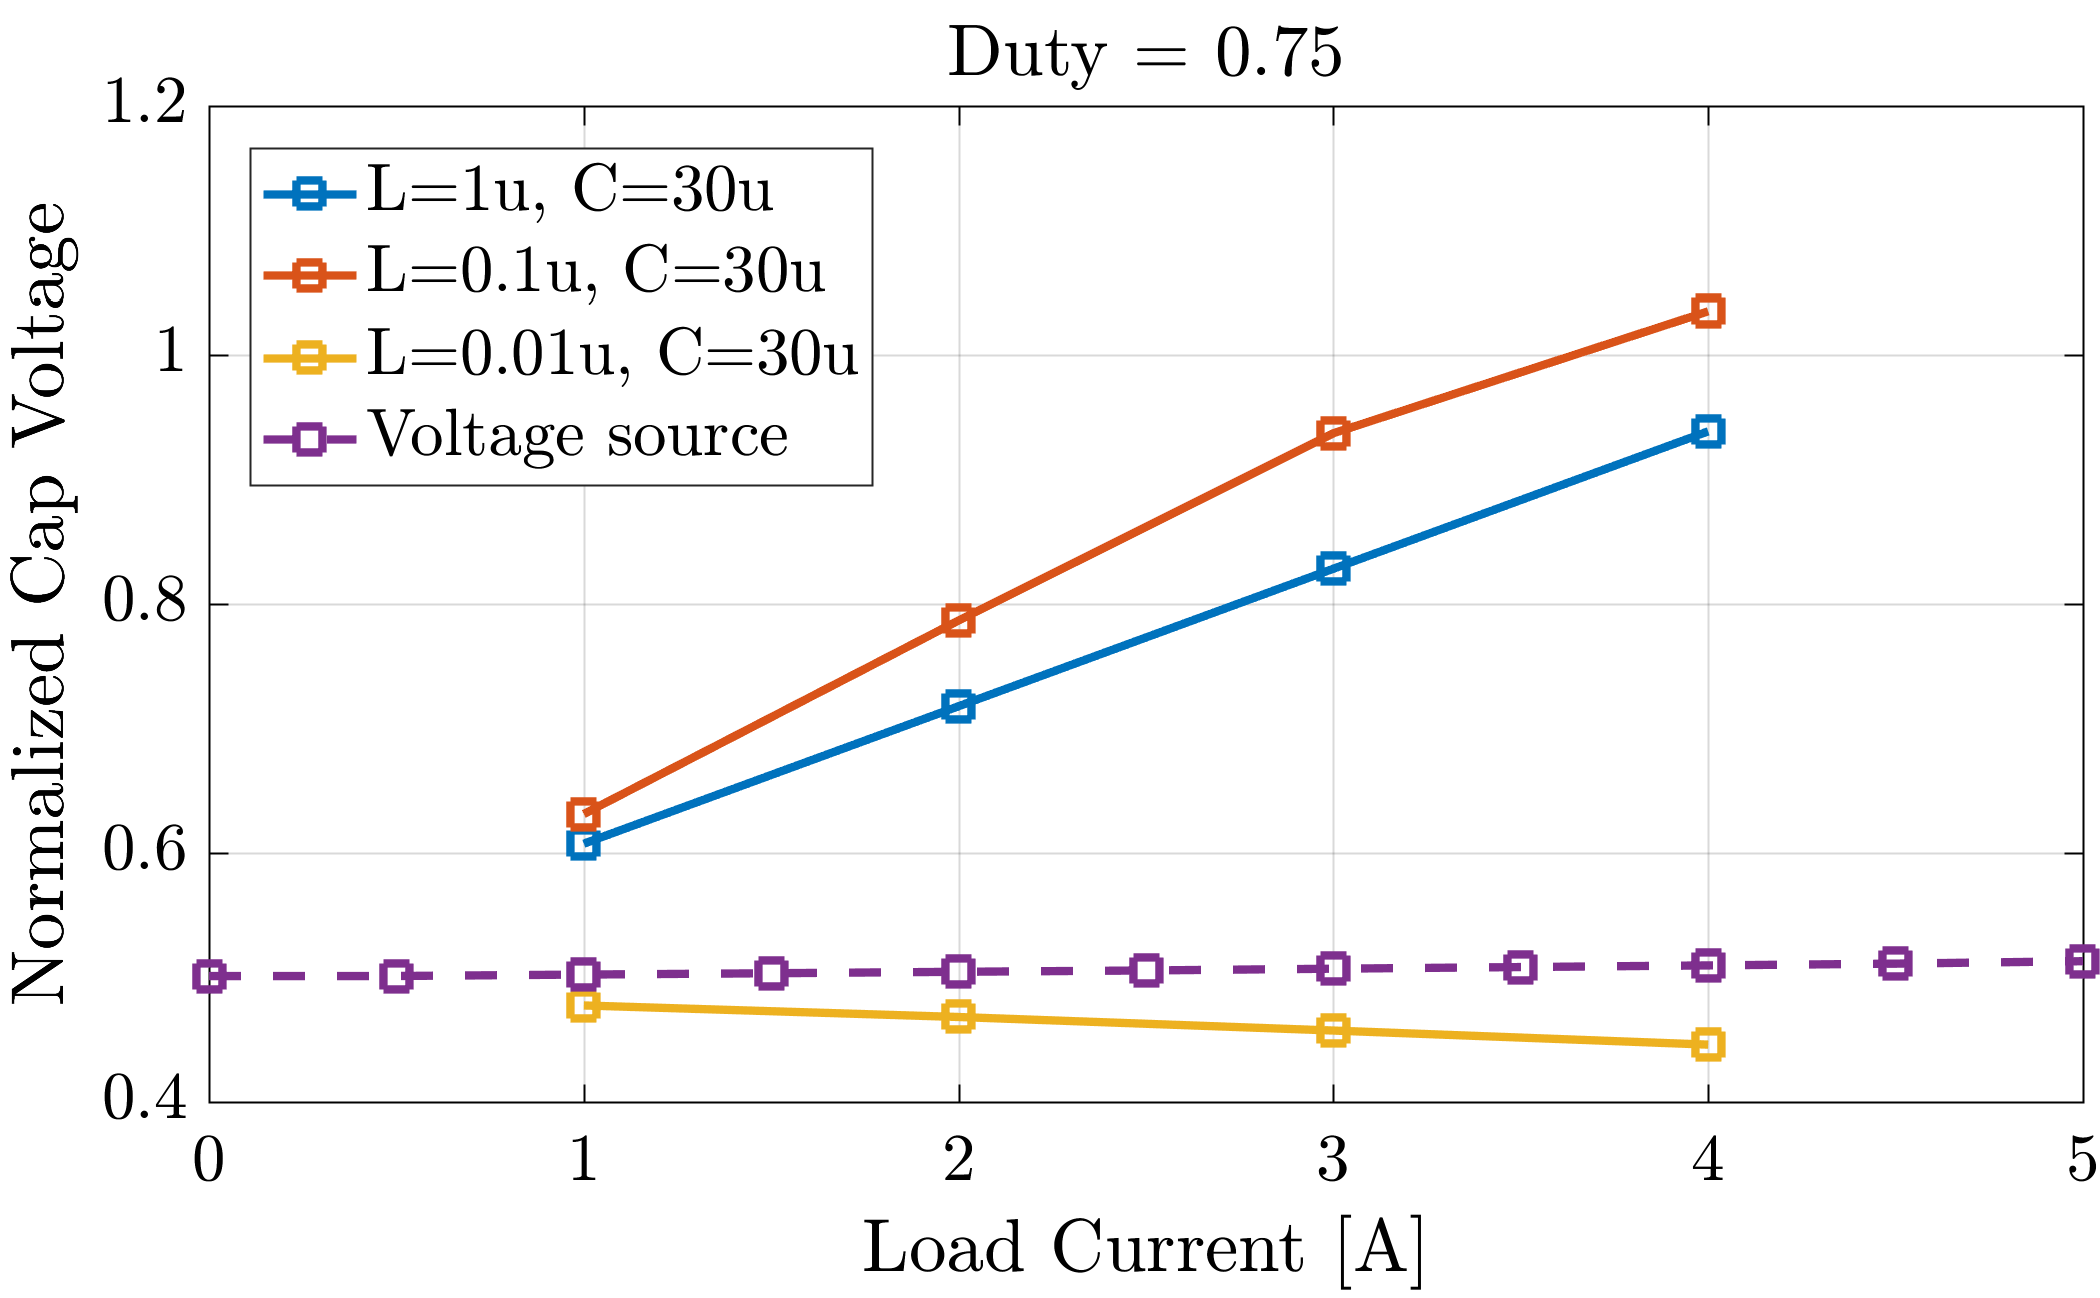 Duty = 0.75
1.2
1
0.8
0.6
0.4
Normalized Cap Voltage
L=1u, C=30u
L=0.1u, C=30u
L=0.01u, C=30u
Voltage source
0 1 2 3 4 5
Load Current [A]